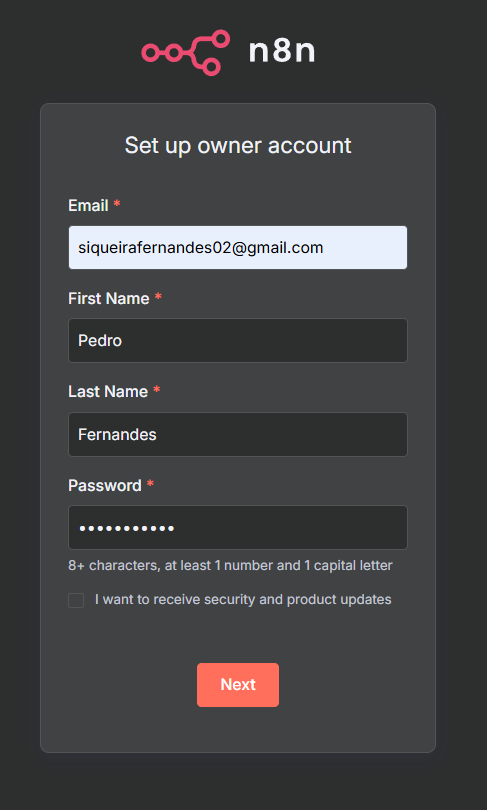 n8n
Set up owner account
Email *
siqueirafernandes02@gmail.com
First Name *
Pedro
Last Name *
Fernandes
Password *
•••••••••••
8+ characters, at least 1 number and 1 capital letter
I want to receive security and product updates
Next